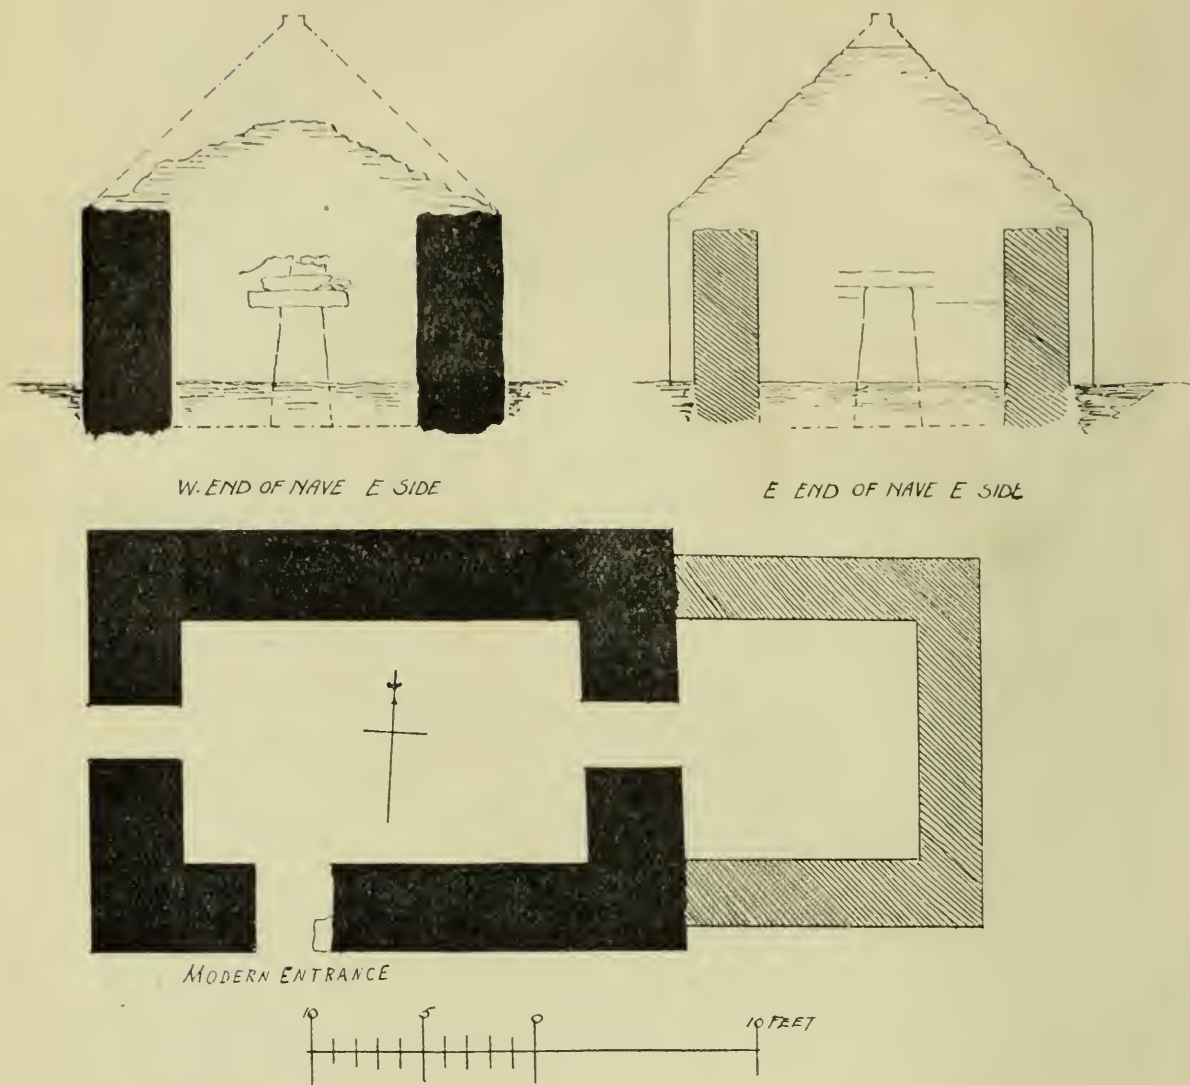 W. END OF NAVE E SIDE
E END OF NAVE E SIDE
MODERN ENTRANCE
10 5 0 10 FEET